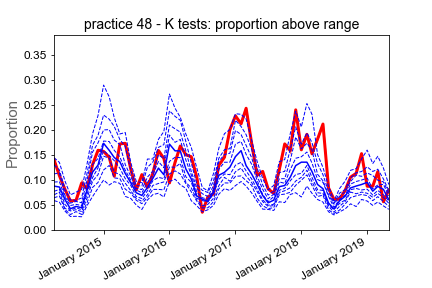 practice 48 - K tests: proportion above range
Proportion
0.35
0.30
0.25
0.20
0.15
0.10
0.05
0.00
January 2015
January 2016
January 2017
January 2018
January 2019